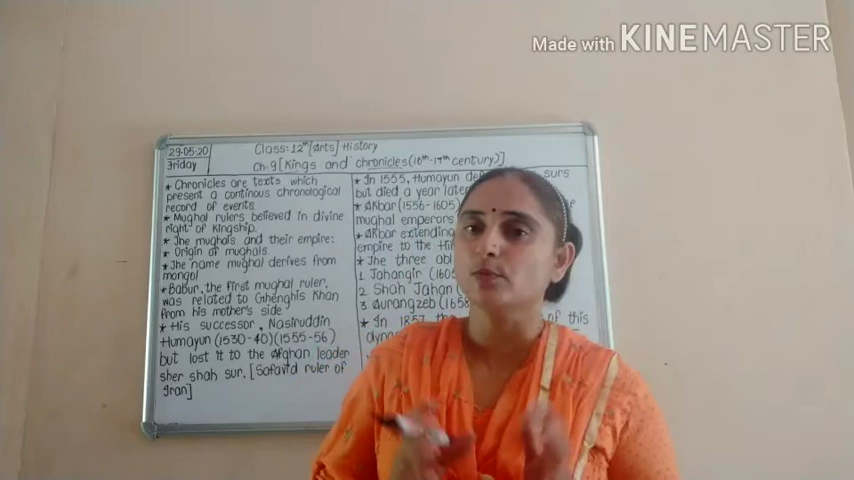 Made with KINEMASTER
29-05-20
Friday
Class:12th [Arts] History
Ch-9 [Kings and chronicles (16th-17th century)]
* Chronicles are texts which
present a continous chronological
record of events.
* Mughal rulers believed in divine
right of kingship.
* The mughals and their empire:
* Origin of mughals
* The name mughal derives from
mongol
* Babur, the first mughal ruler,
was related to Ghenghis Khan
from his mother's side
* His successor, Nasiruddin
Humayun (1530-40)(1555-56)
but lost it to the Afghan leader
sher shah sur. [Safavid ruler of
Iran]
* In 1555, Humayun surs
but died a year later
* Akbar (1556-1605)
mughal emperors
* Akbar extending
empire to the
* The three
1 Jahangir
2 Shah Jahan
3 Aurangzeb (1658
* In 1857 the of this